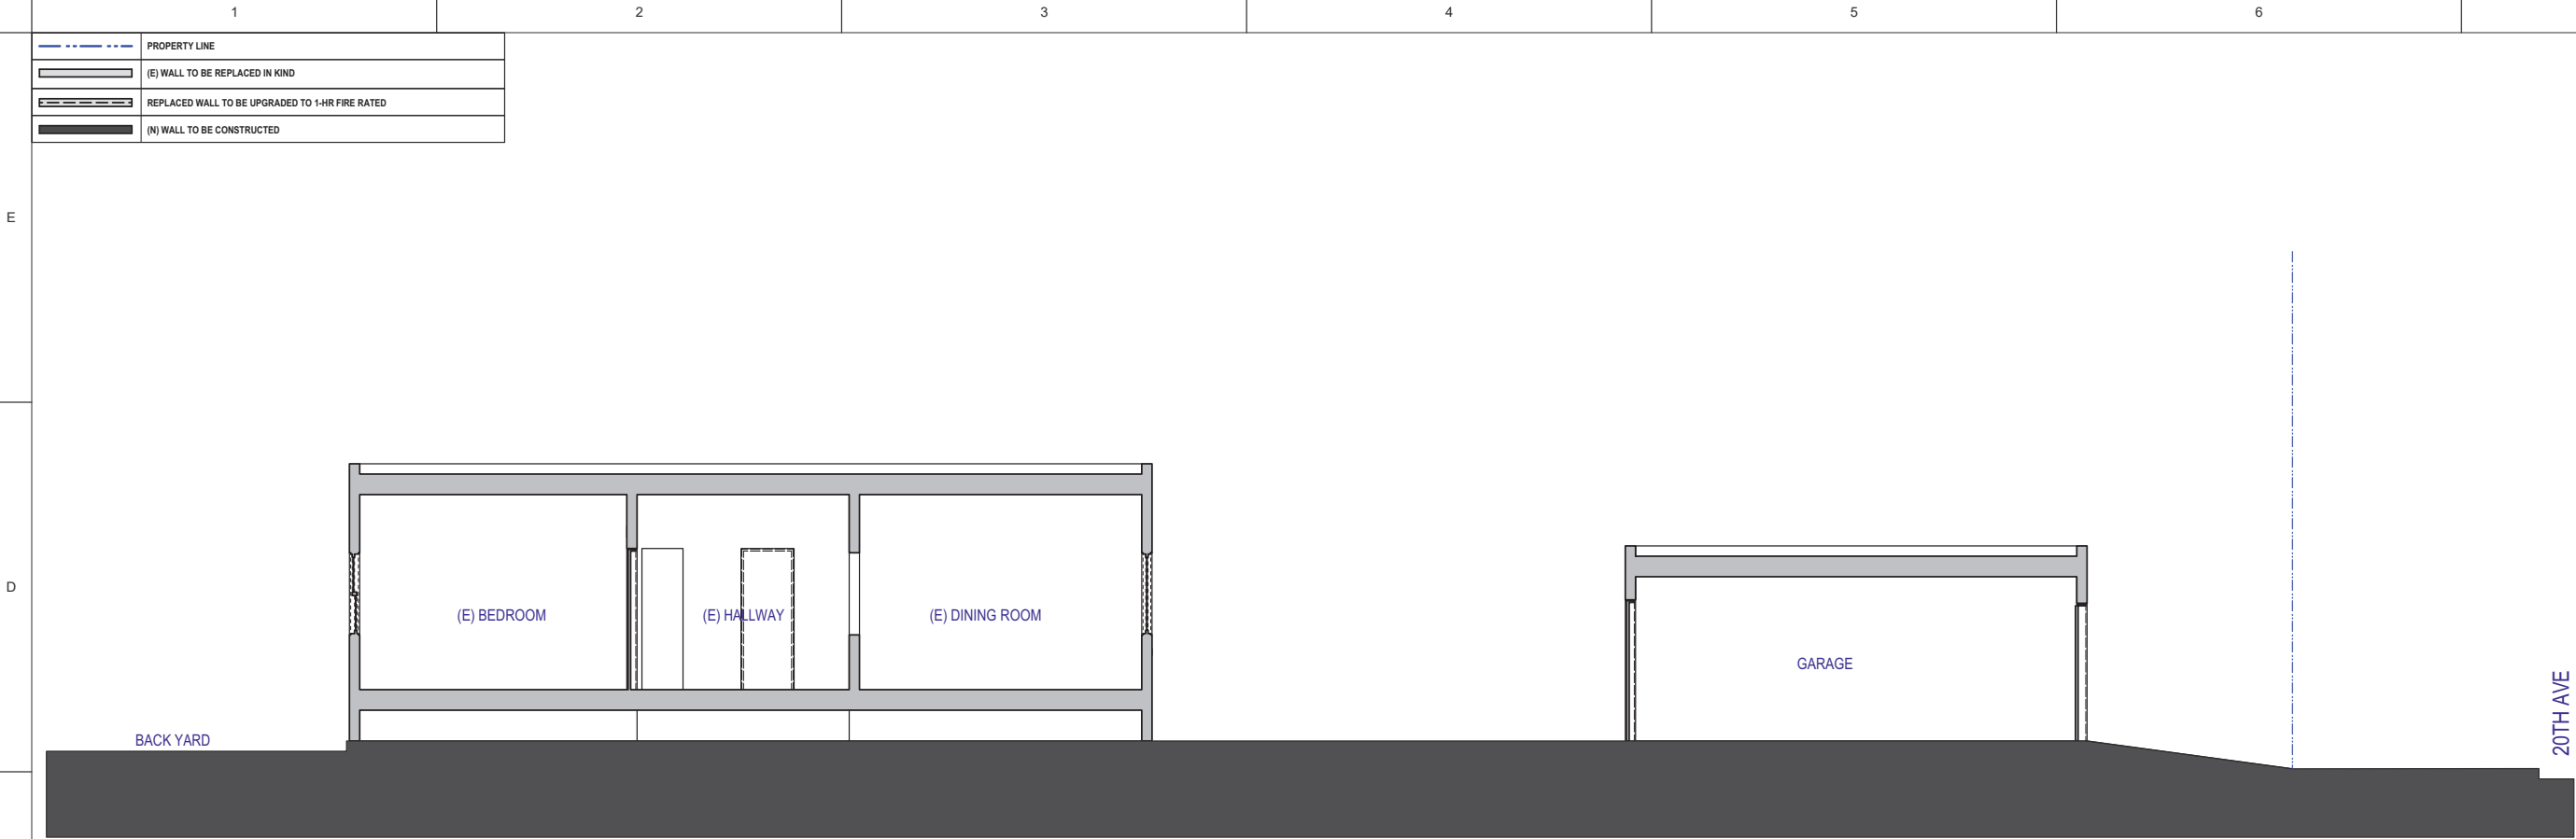 1 2 3 4 5 6
PROPERTY LINE
(E) WALL TO BE REPLACED IN KIND
REPLACED WALL TO BE UPGRADED TO 1-HR FIRE RATED
(N) WALL TO BE CONSTRUCTED
E
D
(E) BEDROOM (E) HALLWAY (E) DINING ROOM
GARAGE
BACK YARD
20TH AVE